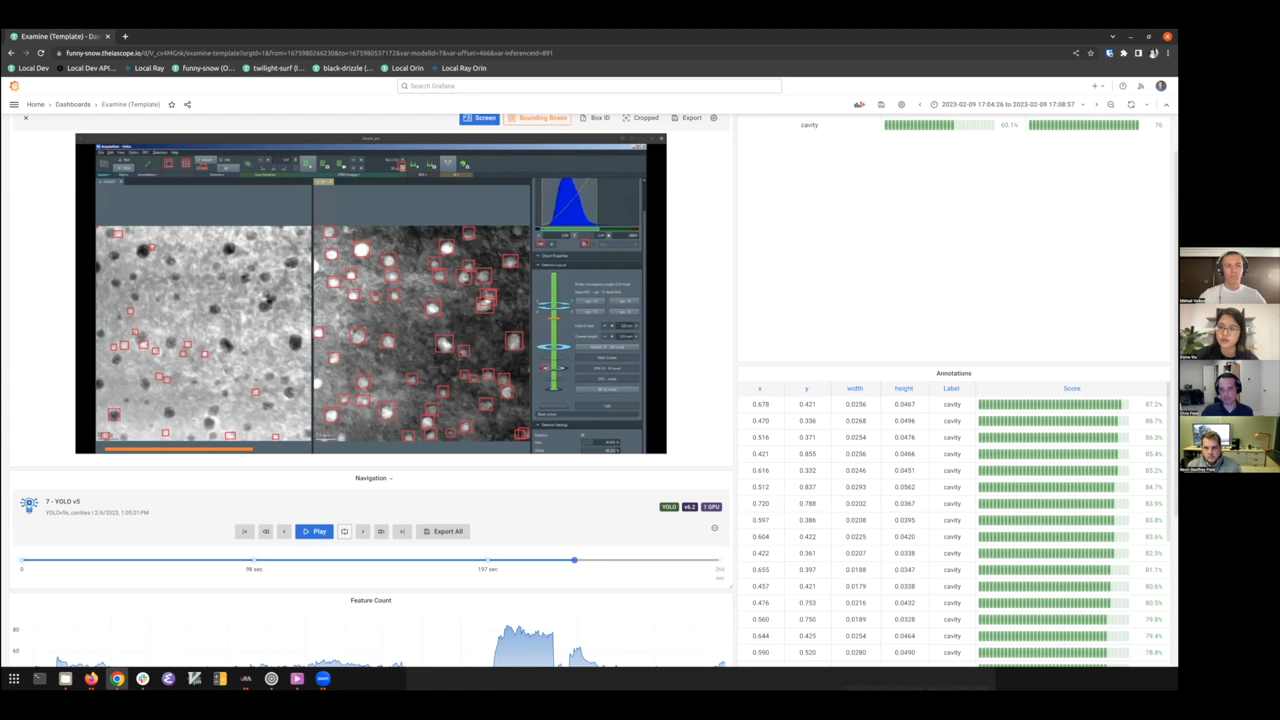 Examine (Template) - Das
funny-snow.theiascope.io/d/V_cx4MGnk/examine-template?orgId=1&from=1675980266230&to=1675980537172&var-modelId=7&var-offset=466&var-inferenceId=891
Local Dev
Local Dev API...
Local Ray
funny-snow (O...
twilight-surf (I...
black-drizzle (...
Local Orin
Local Ray Orin
Search Grafana
Home
Dashboards
Examine (Template)
2023-02-09 17:04:26 to 2023-02-09 17:08:57
Screen
Bounding Boxes
Box ID
Cropped
Export
cavity 60.1% 76
Navigation
7 - YOLO v5
YOLOv5s_cavities | 2/6/2023, 1:05:01 PM
YOLO v6.2 1 GPU
Play
Export All
0 98 sec 197 sec 266 sec
Feature Count
80
60
Annotations
x y width height Label Score
0.678 0.421 0.0256 0.0467 cavity 87.2%
0.470 0.336 0.0268 0.0496 cavity 86.7%
0.516 0.371 0.0254 0.0476 cavity 86.3%
0.421 0.855 0.0256 0.0466 cavity 85.4%
0.616 0.332 0.0246 0.0451 cavity 85.2%
0.512 0.837 0.0293 0.0562 cavity 84.7%
0.720 0.788 0.0202 0.0367 cavity 83.9%
0.597 0.386 0.0208 0.0395 cavity 83.8%
0.604 0.422 0.0225 0.0420 cavity 83.6%
0.422 0.361 0.0207 0.0338 cavity 82.5%
0.655 0.397 0.0188 0.0347 cavity 81.1%
0.457 0.421 0.0179 0.0338 cavity 80.6%
0.476 0.753 0.0216 0.0432 cavity 80.5%
0.560 0.750 0.0189 0.0328 cavity 79.8%
0.644 0.425 0.0254 0.0464 cavity 79.4%
0.590 0.520 0.0280 0.0490 cavity 78.8%
Mikhail Volkov
Elaine Wu
Chris Field
Kevin Geoffrey Field